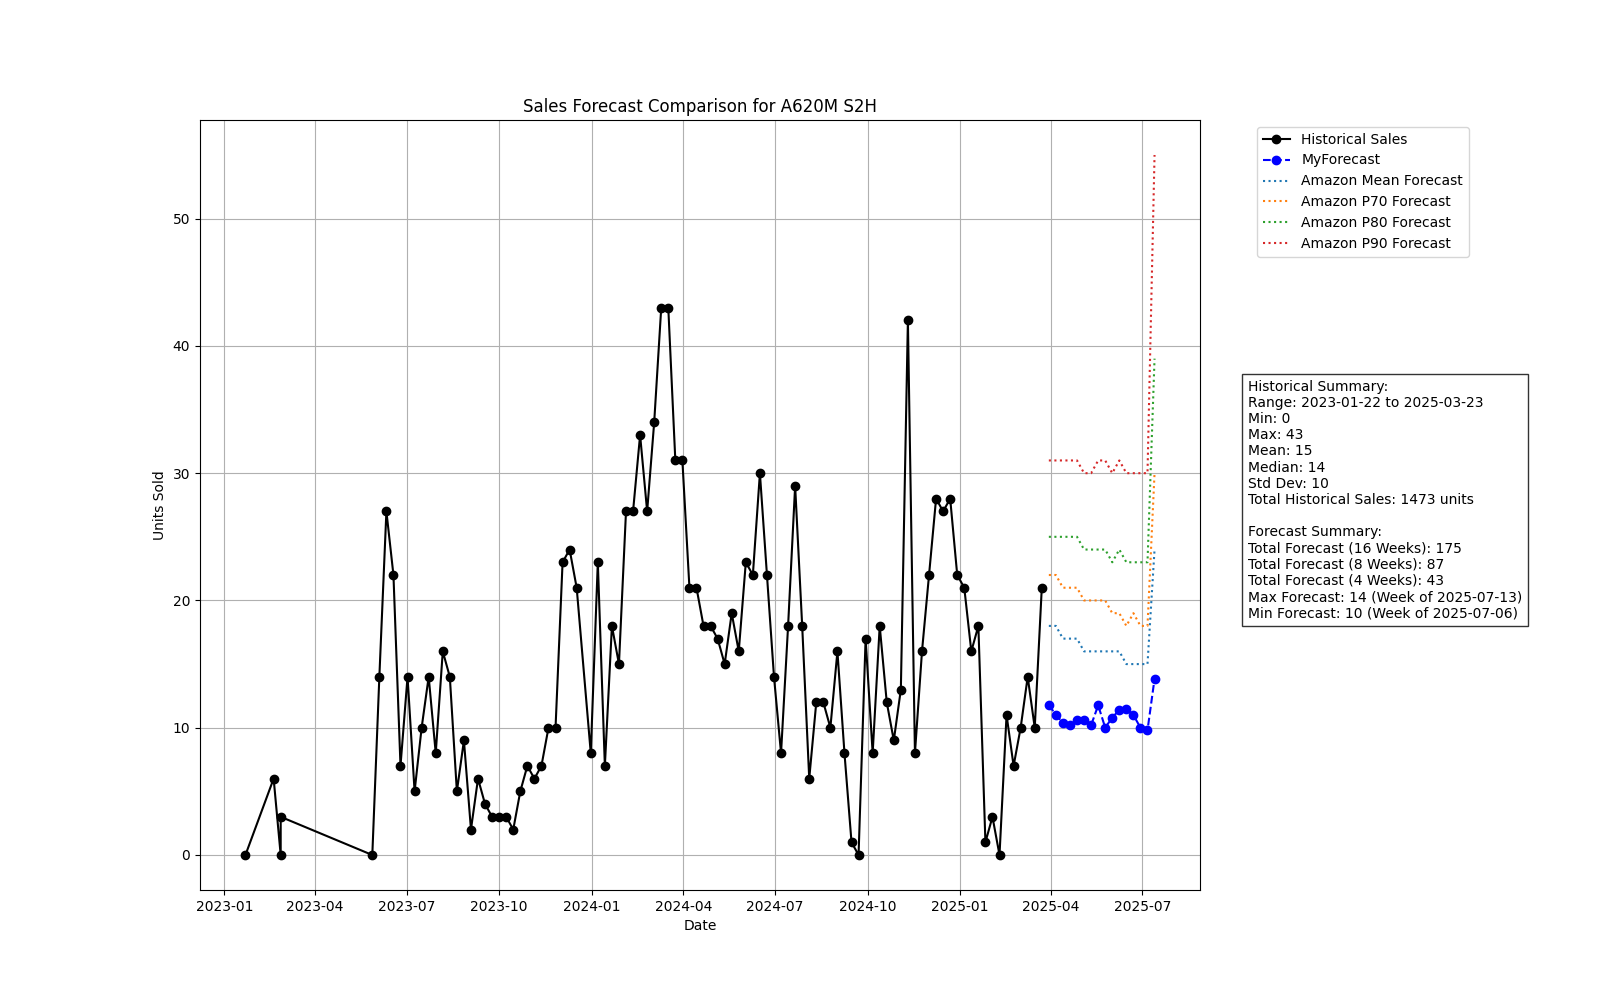 Sales Forecast Comparison for A620M S2H
Historical Sales
MyForecast
Amazon Mean Forecast
Amazon P70 Forecast
Amazon P80 Forecast
Amazon P90 Forecast
Units Sold
50
40
30
20
10
0
2023-01
2023-04
2023-07
2023-10
2024-01
2024-04
2024-07
2024-10
2025-01
2025-04
2025-07
Date
Historical Summary:
Range: 2023-01-22 to 2025-03-23
Min: 0
Max: 43
Mean: 15
Median: 14
Std Dev: 10
Total Historical Sales: 1473 units
Forecast Summary:
Total Forecast (16 Weeks): 175
Total Forecast (8 Weeks): 87
Total Forecast (4 Weeks): 43
Max Forecast: 14 (Week of 2025-07-13)
Min Forecast: 10 (Week of 2025-07-06)